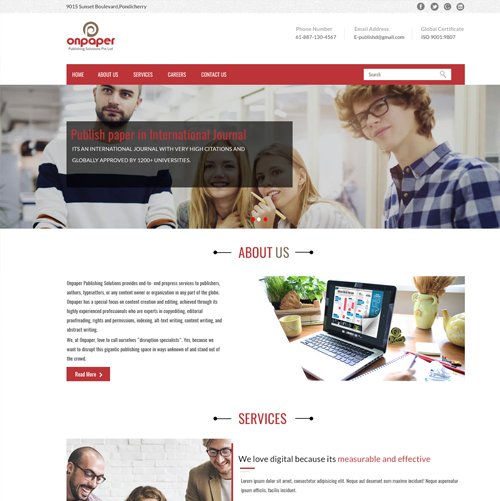 9015 Sunset Boulevard,Pondicherry
onpaper
Publishing Solutions Pvt Ltd
Phone Number
61-887-130-4567
Email Address
E-publishd@gmail.com
Global Certificate
ISO 9001:9807
HOME ABOUT US SERVICES CAREERS CONTACT US
Search
Publish paper in International Journal
ITS AN INTERNATIONAL JOURNAL WITH VERY HIGH CITATIONS AND
GLOBALLY APPROVED BY 1200+ UNIVERSITIES.
ABOUT US
Onpaper Publishing Solutions provides end-to- end prepress services to publishers,
authors, typesetters, or any content owner or organization in any part of the globe.
Onpaper has a special focus on content creation and editing, achieved through its
highly experienced professionals who are experts in copyediting, editorial
proofreading, rights and permissions, indexing, alt-text writing, content writing, and
abstract writing.
We, at Onpaper, love to call ourselves "disruption specialists". Yes, because we
want to disrupt this gigantic publishing space in ways unknown of and stand out of
the crowd.
Read More
SERVICES
We love digital because its measurable and effective
Lorem ipsum dolor sit amet, consectetur adipisicing elit. Neque aut deserunt eum maxime incidunt! Neque aspernatur
ipsum officiis, facilis incidunt.